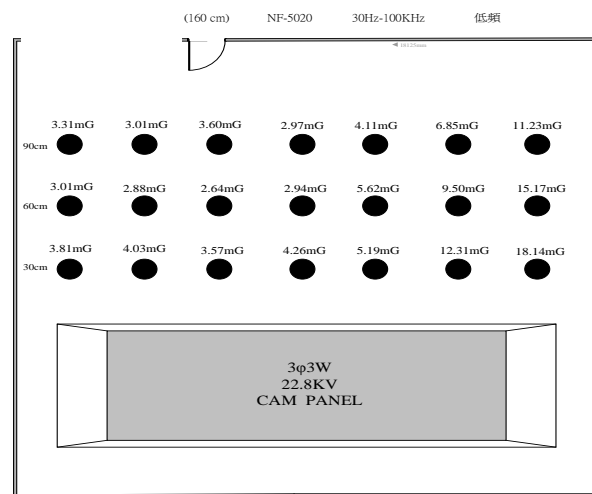 (160 cm) NF-5020 30Hz-100KHz 低頻
3.31mG 3.01mG 3.60mG 2.97mG 4.11mG 6.85mG 11.23mG
90cm
3.01mG 2.88mG 2.64mG 2.94mG 5.62mG 9.50mG 15.17mG
60cm
3.81mG 4.03mG 3.57mG 4.26mG 5.19mG 12.31mG 18.14mG
30cm
3φ3W
22.8KV
CAM PANEL